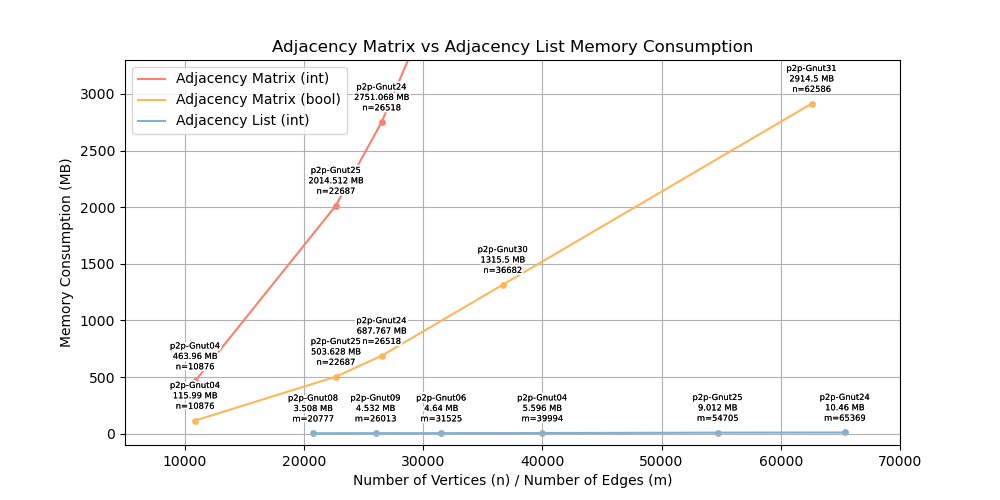 Adjacency Matrix vs Adjacency List Memory Consumption
Adjacency Matrix (int)
Adjacency Matrix (bool)
Adjacency List (int)
Memory Consumption (MB)
3000
2500
2000
1500
1000
500
0
p2p-Gnut04
463.96 MB
n=10876
p2p-Gnut25
2014.512 MB
n=22687
p2p-Gnut24
2751.068 MB
n=26518
p2p-Gnut04
115.99 MB
n=10876
p2p-Gnut25
503.628 MB
n=22687
p2p-Gnut24
687.767 MB
n=26518
p2p-Gnut30
1315.5 MB
n=36682
p2p-Gnut31
2914.5 MB
n=62586
p2p-Gnut08
3.508 MB
m=20777
p2p-Gnut09
4.532 MB
m=26013
p2p-Gnut06
4.64 MB
m=31525
p2p-Gnut04
5.596 MB
m=39994
p2p-Gnut25
9.012 MB
m=54705
p2p-Gnut24
10.46 MB
m=65369
10000
20000
30000
40000
50000
60000
70000
Number of Vertices (n) / Number of Edges (m)